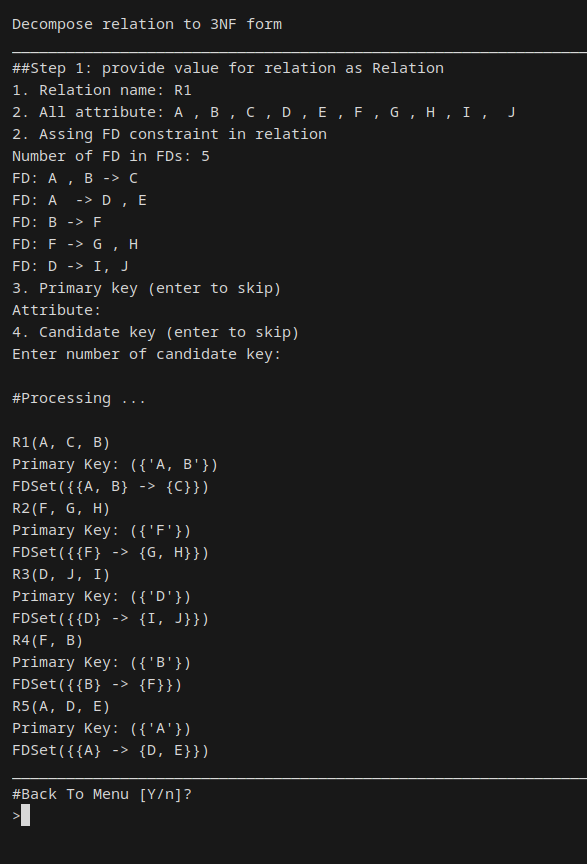 Decompose relation to 3NF form
##Step 1: provide value for relation as Relation
1. Relation name: R1
2. All attribute: A , B , C , D , E , F , G , H , I ,  J
2. Assing FD constraint in relation
Number of FD in FDs: 5
FD: A , B -> C
FD: A  -> D , E
FD: B -> F
FD: F -> G , H
FD: D -> I, J
3. Primary key (enter to skip)
Attribute:
4. Candidate key (enter to skip)
Enter number of candidate key:
#Processing ...
R1(A, C, B)
Primary Key: ({'A, B'})
FDSet({{A, B} -> {C}})
R2(F, G, H)
Primary Key: ({'F'})
FDSet({{F} -> {G, H}})
R3(D, J, I)
Primary Key: ({'D'})
FDSet({{D} -> {I, J}})
R4(F, B)
Primary Key: ({'B'})
FDSet({{B} -> {F}})
R5(A, D, E)
Primary Key: ({'A'})
FDSet({{A} -> {D, E}})
#Back To Menu [Y/n]?
>